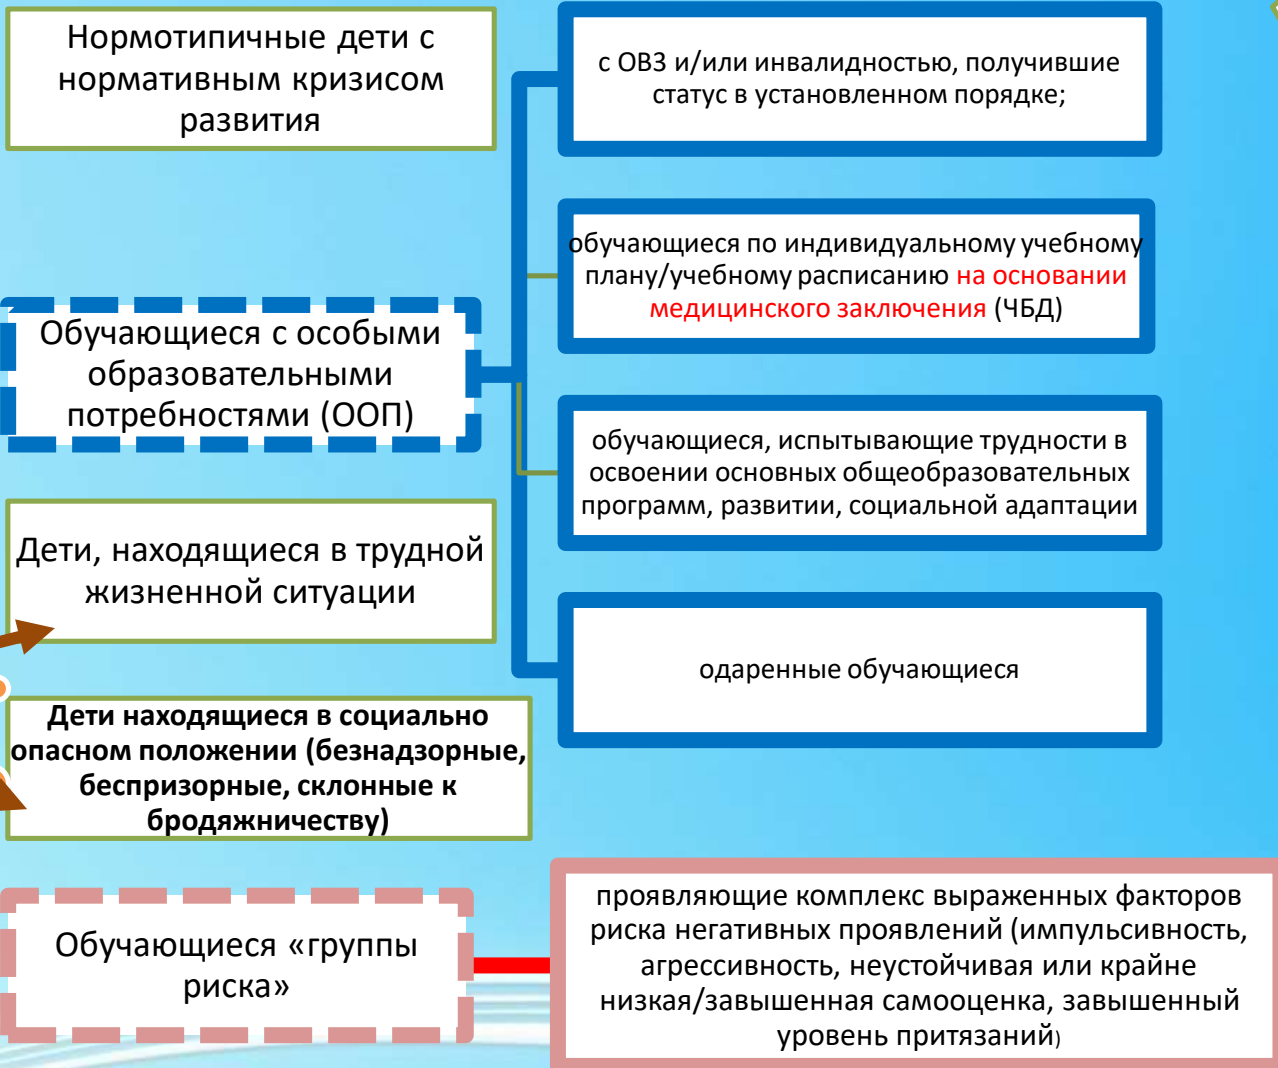 Нормотипичные дети с
нормативным кризисом
развития
с ОВЗ и/или инвалидностью, получившие
статус в установленном порядке;
обучающиеся по индивидуальному учебному
плану/учебному расписанию на основании
медицинского заключения (ЧБД)
Обучающиеся с особыми
образовательными
потребностями (ООП)
обучающиеся, испытывающие трудности в
освоении основных общеобразовательных
программ, развитии, социальной адаптации
Дети, находящиеся в трудной
жизненной ситуации
одаренные обучающиеся
Дети находящиеся в социально
опасном положении (безнадзорные,
беспризорные, склонные к
бродяжничеству)
Обучающиеся «группы
риска»
проявляющие комплекс выраженных факторов
риска негативных проявлений (импульсивность,
агрессивность, неустойчивая или крайне
низкая/завышенная самооценка, завышенный
уровень притязаний)